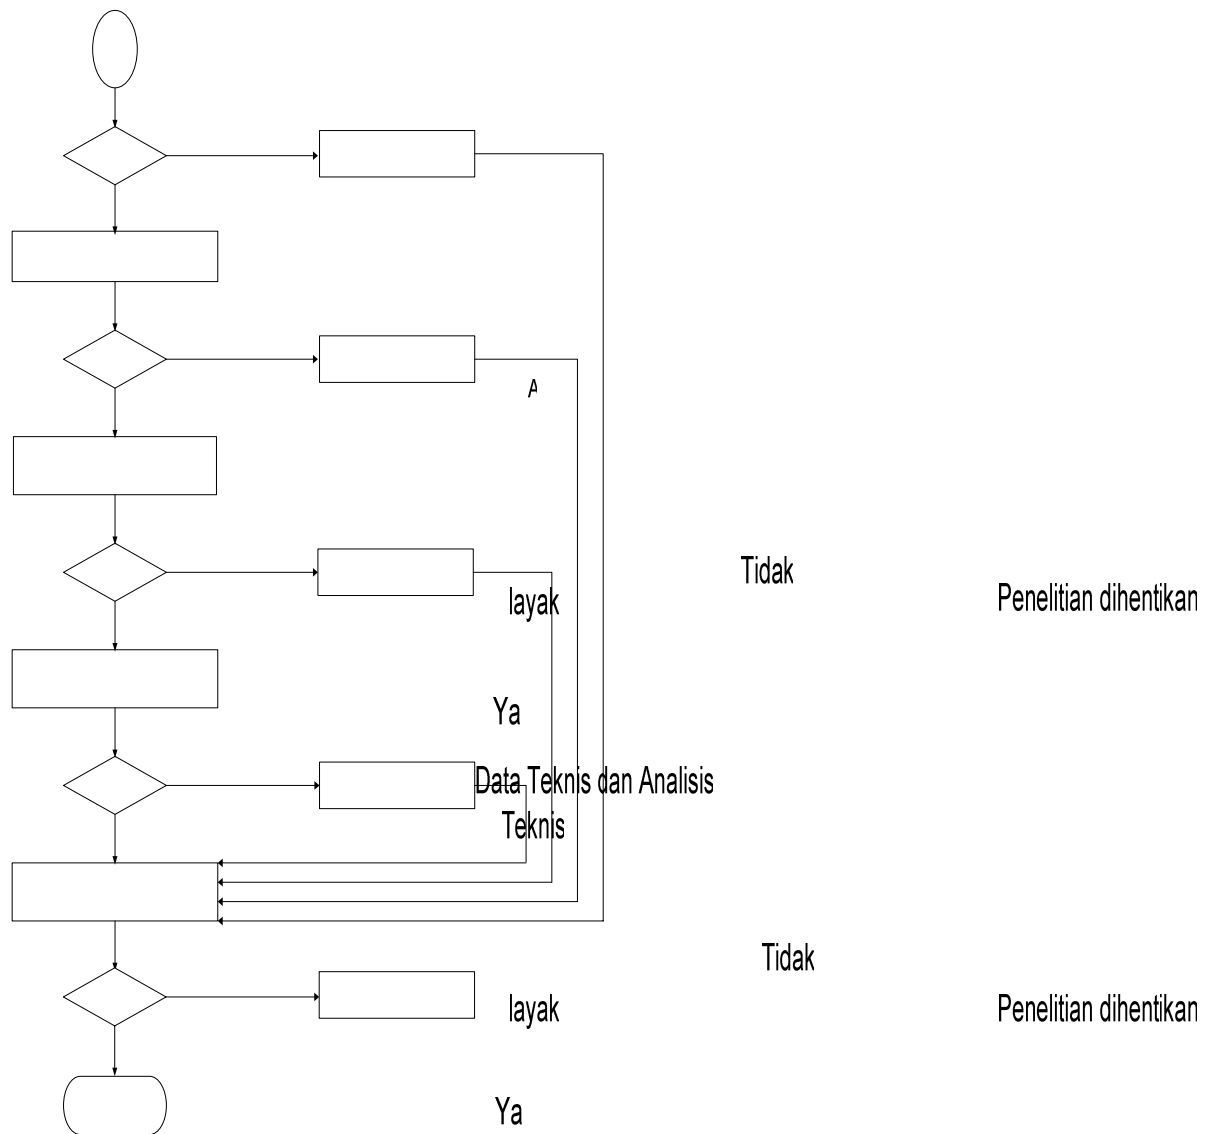 A
Tidak
layak
Penelitian dihentikan
Ya
Data Teknis dan Analisis
Teknis
Tidak
layak
Penelitian dihentikan
Ya